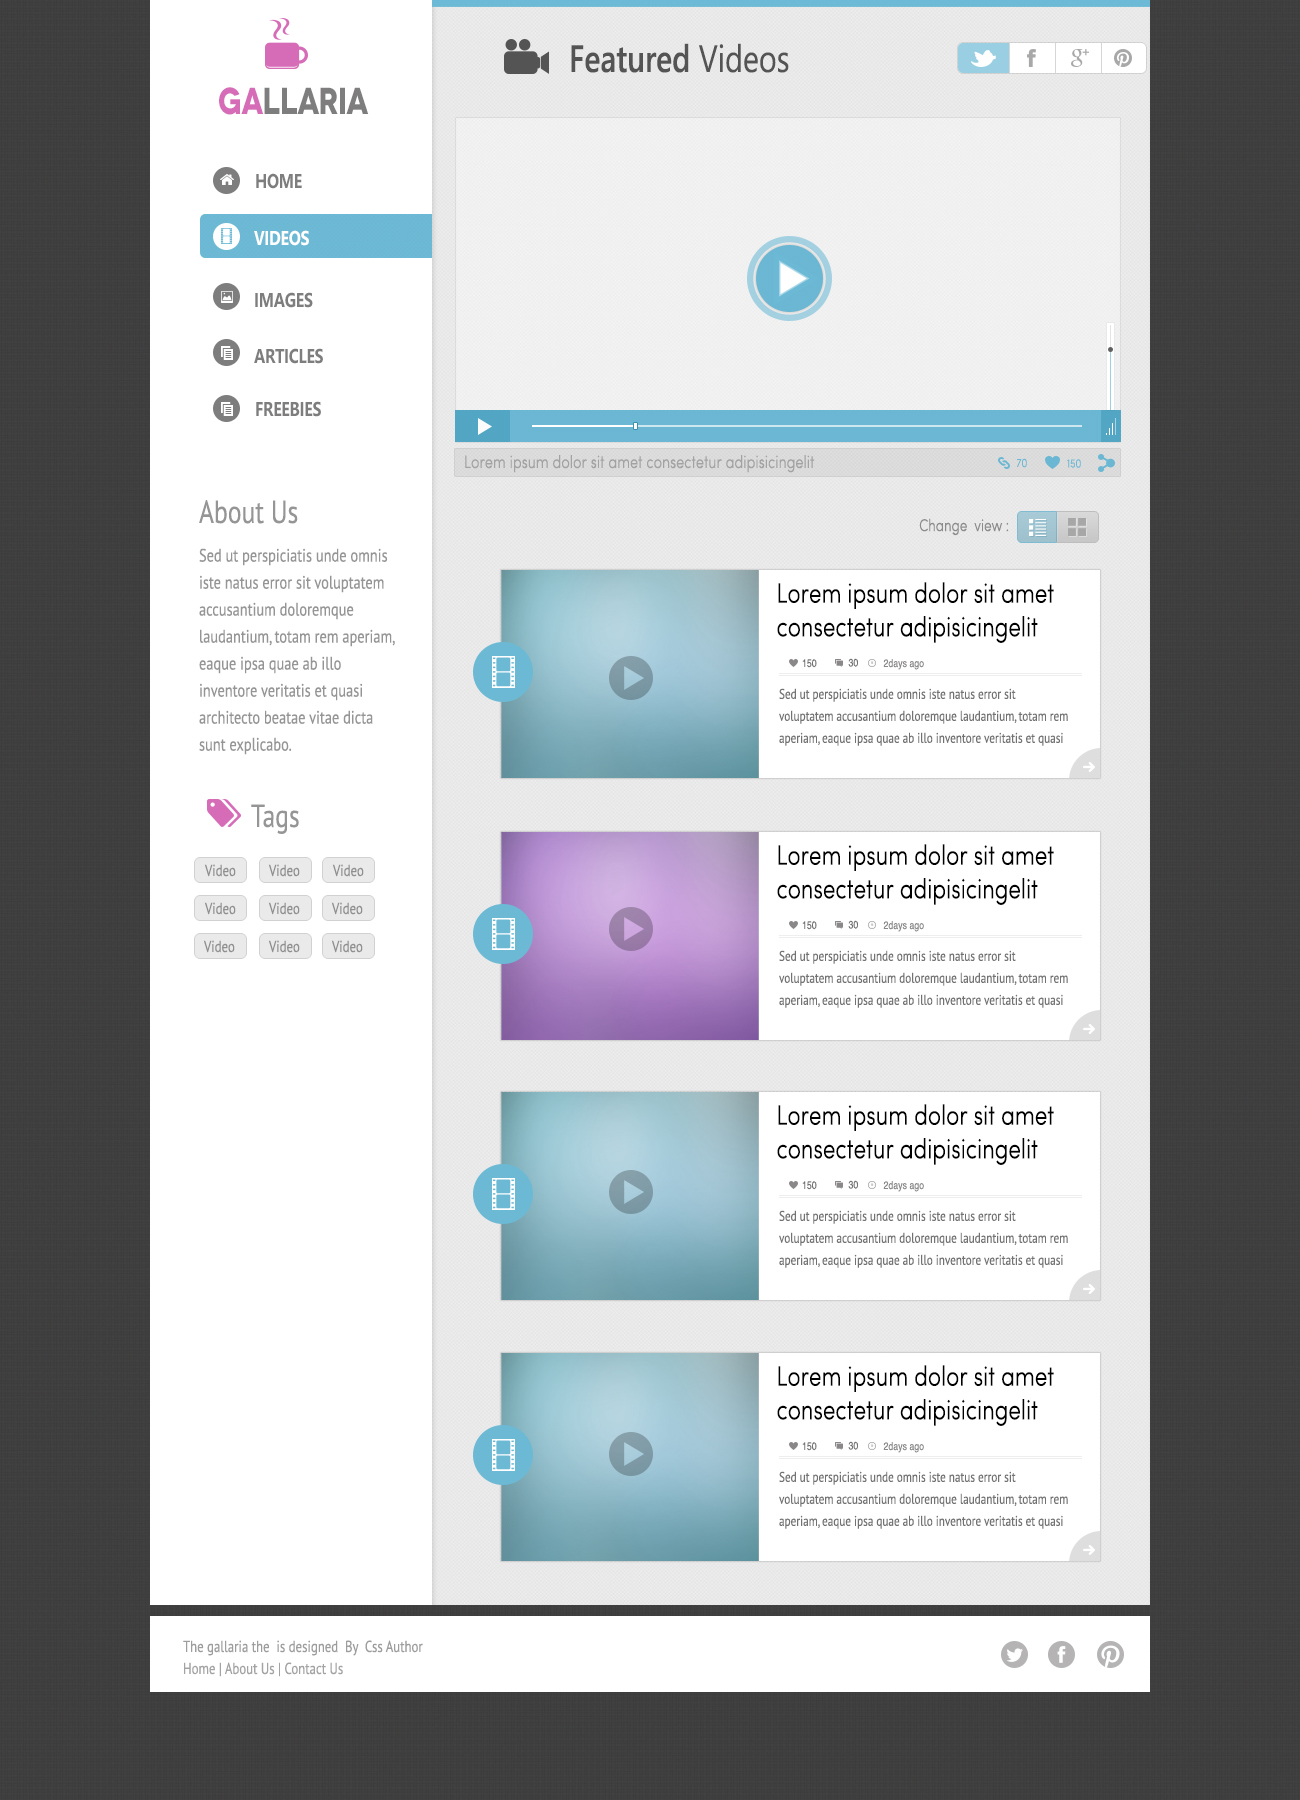 GALLARIA
HOME
VIDEOS
IMAGES
ARTICLES
FREEBIES
About Us
Sed ut perspiciatis unde omnis
iste natus error sit voluptatem
accusantium doloremque
laudantium, totam rem aperiam,
eaque ipsa quae ab illo
inventore veritatis et quasi
architecto beatae vitae dicta
sunt explicabo.
Tags
Video Video Video
Video Video Video
Video Video Video
Featured Videos
Lorem ipsum dolor sit amet consectetur adipisicingelit 70 150
Change view :
Lorem ipsum dolor sit amet
consectetur adipisicingelit
150 30 2days ago
Sed ut perspiciatis unde omnis iste natus error sit
voluptatem accusantium doloremque laudantium, totam rem
aperiam, eaque ipsa quae ab illo inventore veritatis et quasi
Lorem ipsum dolor sit amet
consectetur adipisicingelit
150 30 2days ago
Sed ut perspiciatis unde omnis iste natus error sit
voluptatem accusantium doloremque laudantium, totam rem
aperiam, eaque ipsa quae ab illo inventore veritatis et quasi
Lorem ipsum dolor sit amet
consectetur adipisicingelit
150 30 2days ago
Sed ut perspiciatis unde omnis iste natus error sit
voluptatem accusantium doloremque laudantium, totam rem
aperiam, eaque ipsa quae ab illo inventore veritatis et quasi
Lorem ipsum dolor sit amet
consectetur adipisicingelit
150 30 2days ago
Sed ut perspiciatis unde omnis iste natus error sit
voluptatem accusantium doloremque laudantium, totam rem
aperiam, eaque ipsa quae ab illo inventore veritatis et quasi
The gallaria the is designed By Css Author
Home | About Us | Contact Us